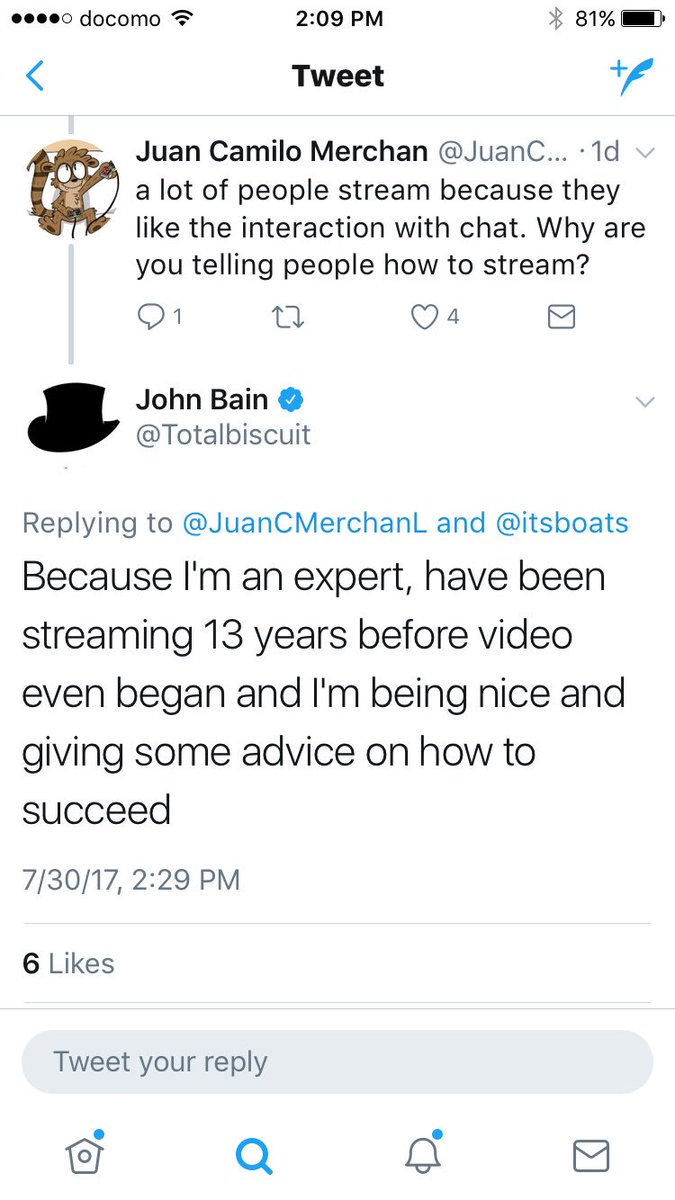 docomo 2:09 PM 81%
Tweet
Juan Camilo Merchan @JuanC... · 1d
a lot of people stream because they
like the interaction with chat. Why are
you telling people how to stream?
1 4
John Bain
@Totalbiscuit
Replying to @JuanCMerchanL and @itsboats
Because I'm an expert, have been
streaming 13 years before video
even began and I'm being nice and
giving some advice on how to
succeed
7/30/17, 2:29 PM
6 Likes
Tweet your reply